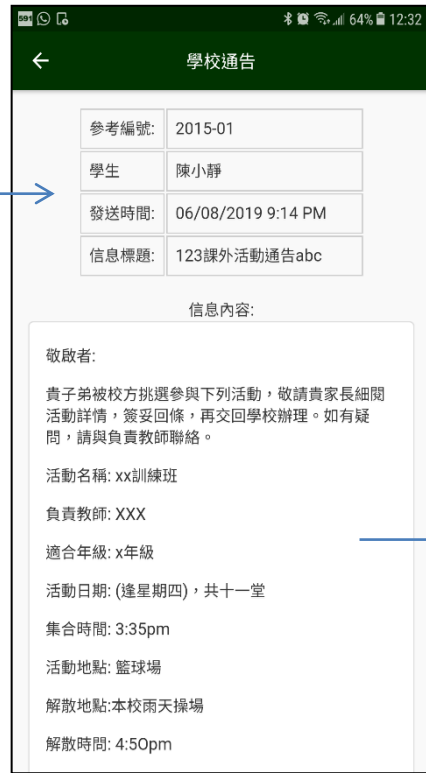 591 64% 12:32
學校通告
參考編號: 2015-01
學生 陳小靜
發送時間: 06/08/2019 9:14 PM
信息標題: 123課外活動通告abc
信息內容:
敬啟者:
貴子弟被校方挑選參與下列活動，敬請貴家長細閱
活動詳情，簽妥回條，再交回學校辦理。如有疑
問，請與負責教師聯絡。
活動名稱: xx訓練班
負責教師: XXX
適合年級: x年級
活動日期: (逢星期四)，共十一堂
集合時間: 3:35pm
活動地點: 籃球場
解散地點:本校雨天操場
解散時間: 4:5Opm